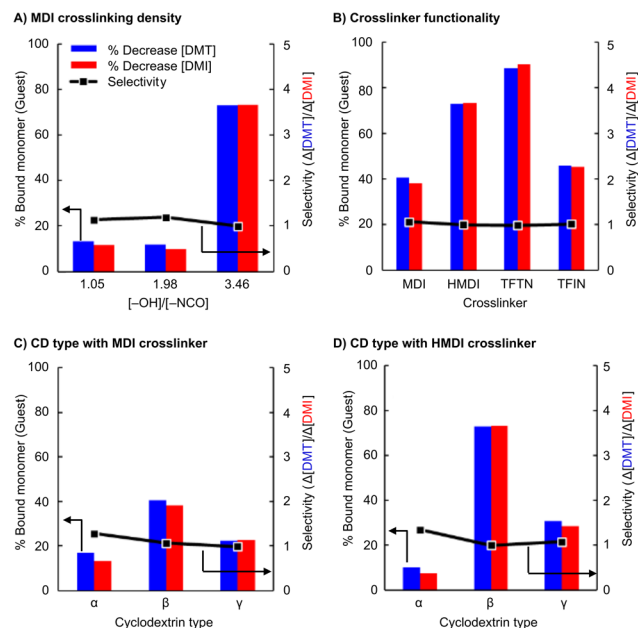 A) MDI crosslinking density
% Decrease [DMT]
% Decrease [DMI]
Selectivity
% Bound monomer (Guest)
100
80
60
40
20
0
5
4
3
2
1
0
Selectivity (Δ[DMT]/Δ[DMI]
1.05 1.98 3.46
[–OH]/[–NCO]
B) Crosslinker functionality
% Bound monomer (Guest)
100
80
60
40
20
0
5
4
3
2
1
0
Selectivity (Δ[DMT]/Δ[DMI]
MDI HMDI TFTN TFIN
Crosslinker
C) CD type with MDI crosslinker
% Bound monomer (Guest)
100
80
60
40
20
0
5
4
3
2
1
0
Selectivity (Δ[DMT]/Δ[DMI]
α β γ
Cyclodextrin type
D) CD type with HMDI crosslinker
% Bound monomer (Guest)
100
80
60
40
20
0
5
4
3
2
1
0
Selectivity (Δ[DMT]/Δ[DMI]
α β γ
Cyclodextrin type